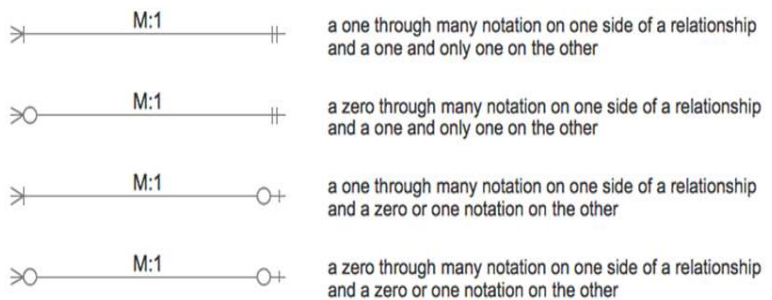 M:1
a one through many notation on one side of a relationship
and a one and only one on the other
M:1
a zero through many notation on one side of a relationship
and a one and only one on the other
M:1
a one through many notation on one side of a relationship
and a zero or one notation on the other
M:1
a zero through many notation on one side of a relationship
and a zero or one notation on the other